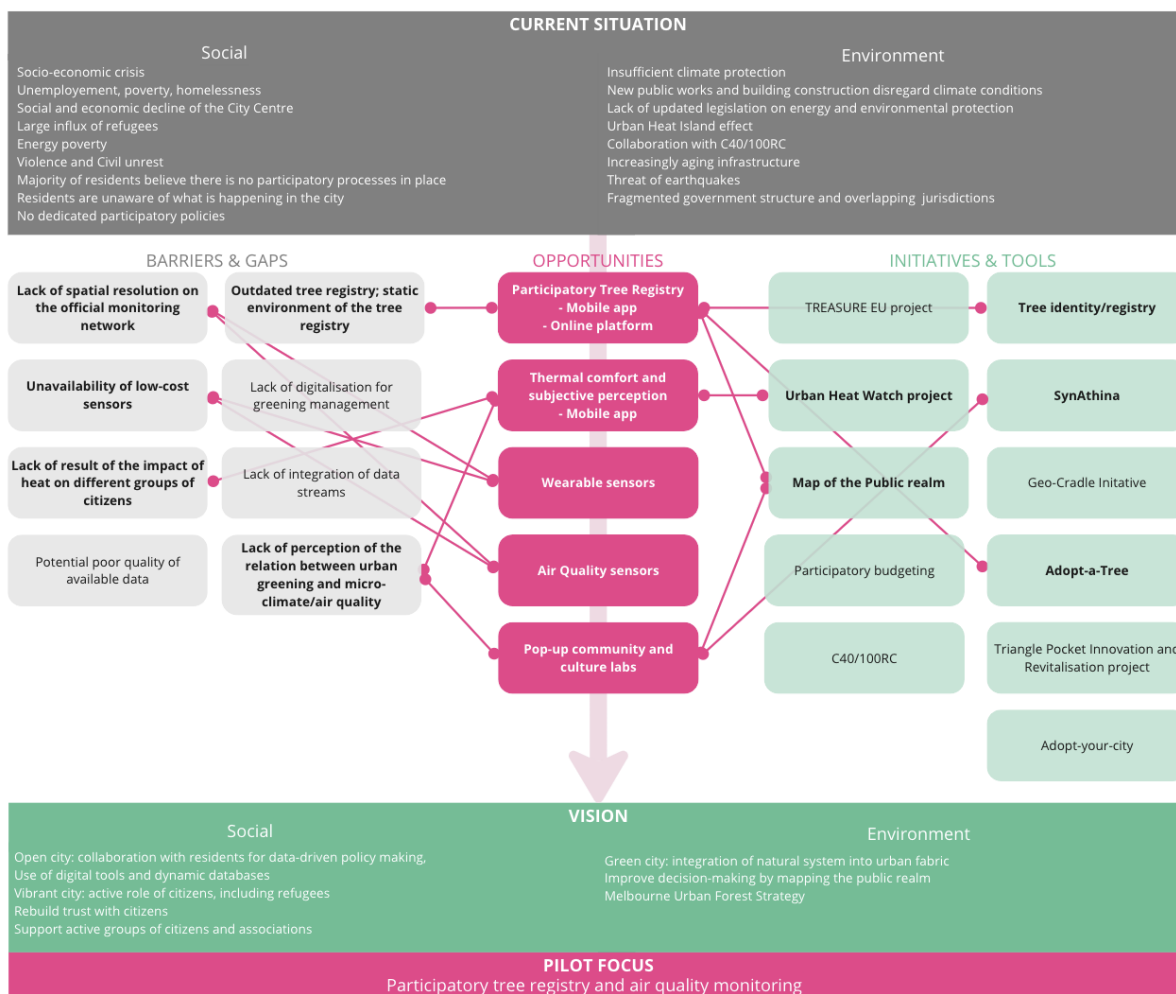 CURRENT SITUATION
Social
Socio-economic crisis
Unemployement, poverty, homelessness
Social and economic decline of the City Centre
Large influx of refugees
Energy poverty
Violence and Civil unrest
Majority of residents believe there is no participatory processes in place
Residents are unaware of what is happening in the city
No dedicated participatory policies
Environment
Insufficient climate protection
New public works and building construction disregard climate conditions
Lack of updated legislation on energy and environmental protection
Urban Heat Island effect
Collaboration with C40/100RC
Increasingly aging infrastructure
Threat of earthquakes
Fragmented government structure and overlapping jurisdictions
BARRIERS & GAPS
Lack of spatial resolution on
the official monitoring
network
Outdated tree registry; static
environment of the tree
registry
Unavailability of low-cost
sensors
Lack of digitalisation for
greening management
Lack of result of the impact of
heat on different groups of
citizens
Lack of integration of data
streams
Potential poor quality of
available data
Lack of perception of the
relation between urban
greening and micro-
climate/air quality
OPPORTUNITIES
Participatory Tree Registry
- Mobile app
- Online platform
Thermal comfort and
subjective perception
- Mobile app
Wearable sensors
Air Quality sensors
Pop-up community and
culture labs
INITIATIVES & TOOLS
TREASURE EU project
Tree identity/registry
Urban Heat Watch project
SynAthina
Map of the Public realm
Geo-Cradle Initative
Participatory budgeting
Adopt-a-Tree
C40/100RC
Triangle Pocket Innovation and
Revitalisation project
Adopt-your-city
VISION
Social
Open city: collaboration with residents for data-driven policy making,
Use of digital tools and dynamic databases
Vibrant city: active role of citizens, including refugees
Rebuild trust with citizens
Support active groups of citizens and associations
Environment
Green city: integration of natural system into urban fabric
Improve decision-making by mapping the public realm
Melbourne Urban Forest Strategy
PILOT FOCUS
Participatory tree registry and air quality monitoring